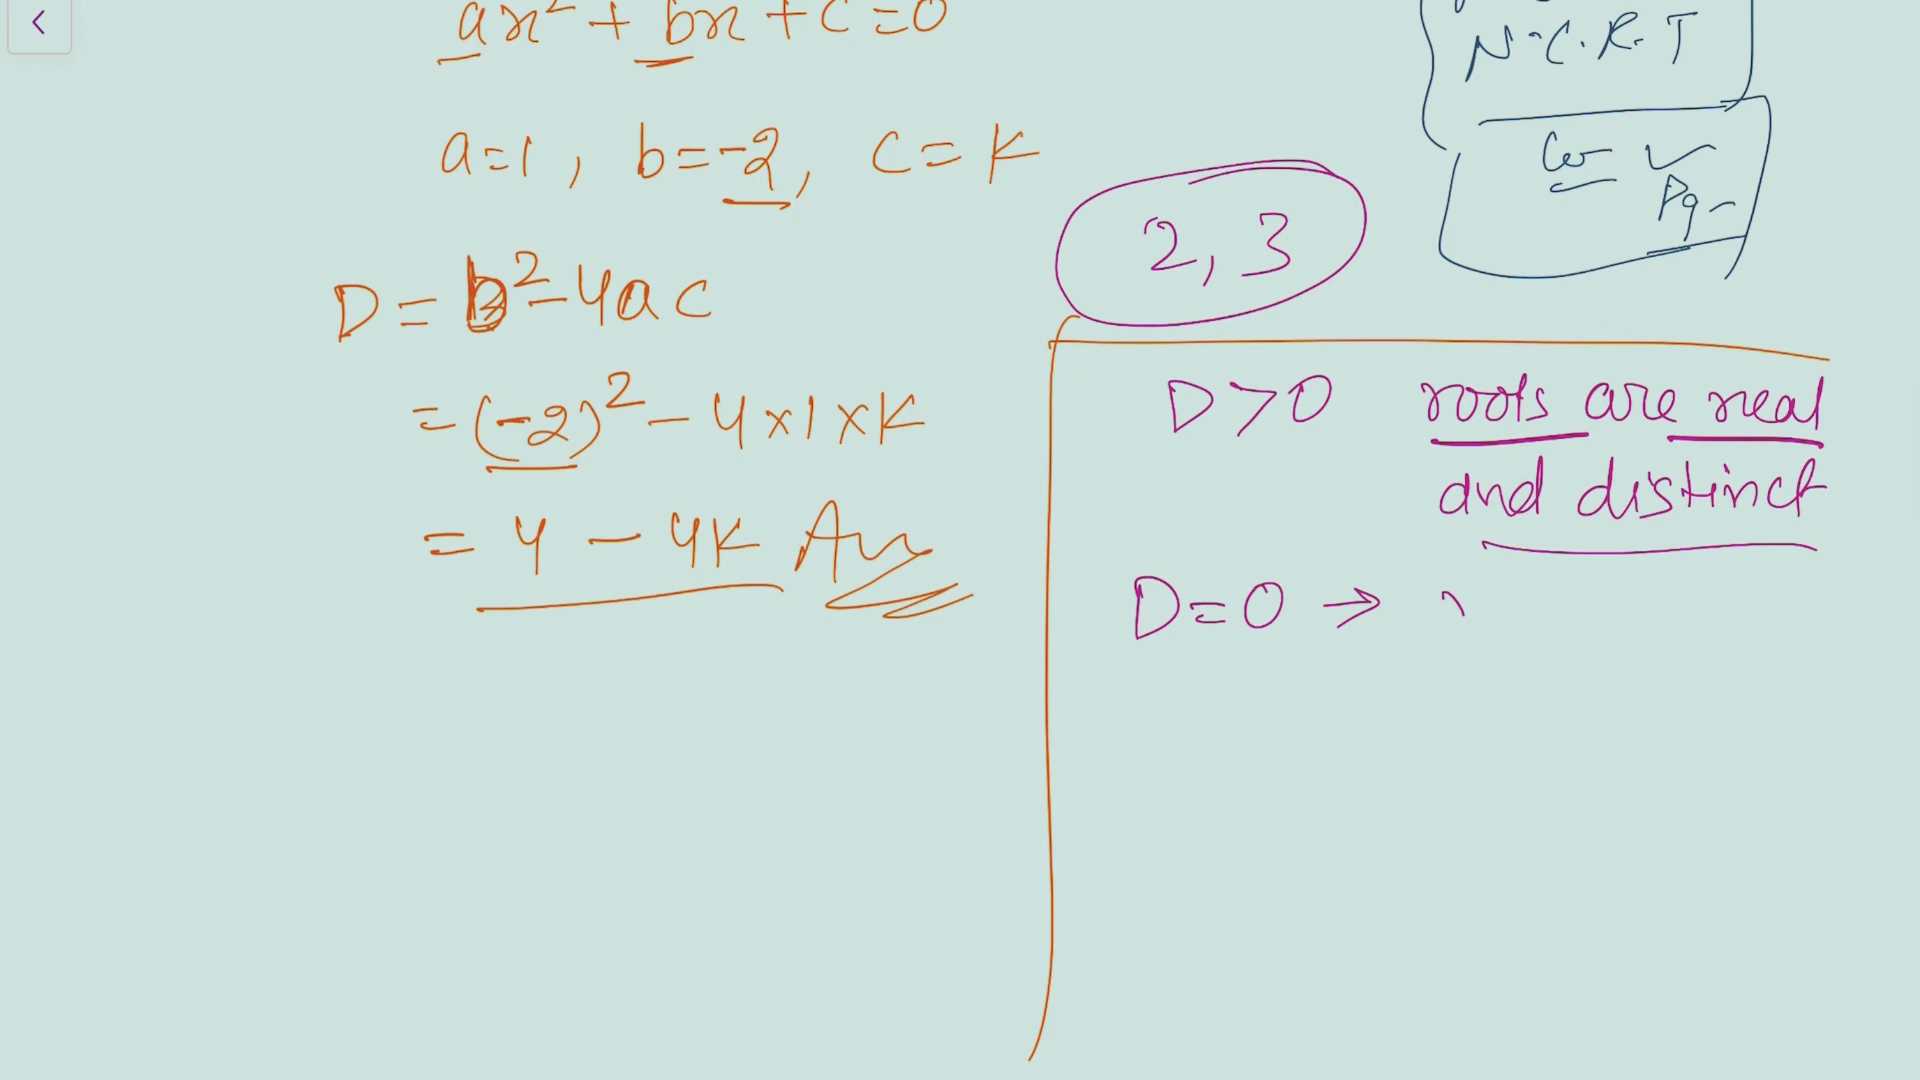 ax² + bx + c = 0
a=1, b=-2, c=K
D = b²-4ac
= (-2)² - 4×1×K
= 4 - 4K Ans
N.C.R.T
Pg
2, 3
D>0 roots are real
and distinct
D=0 →